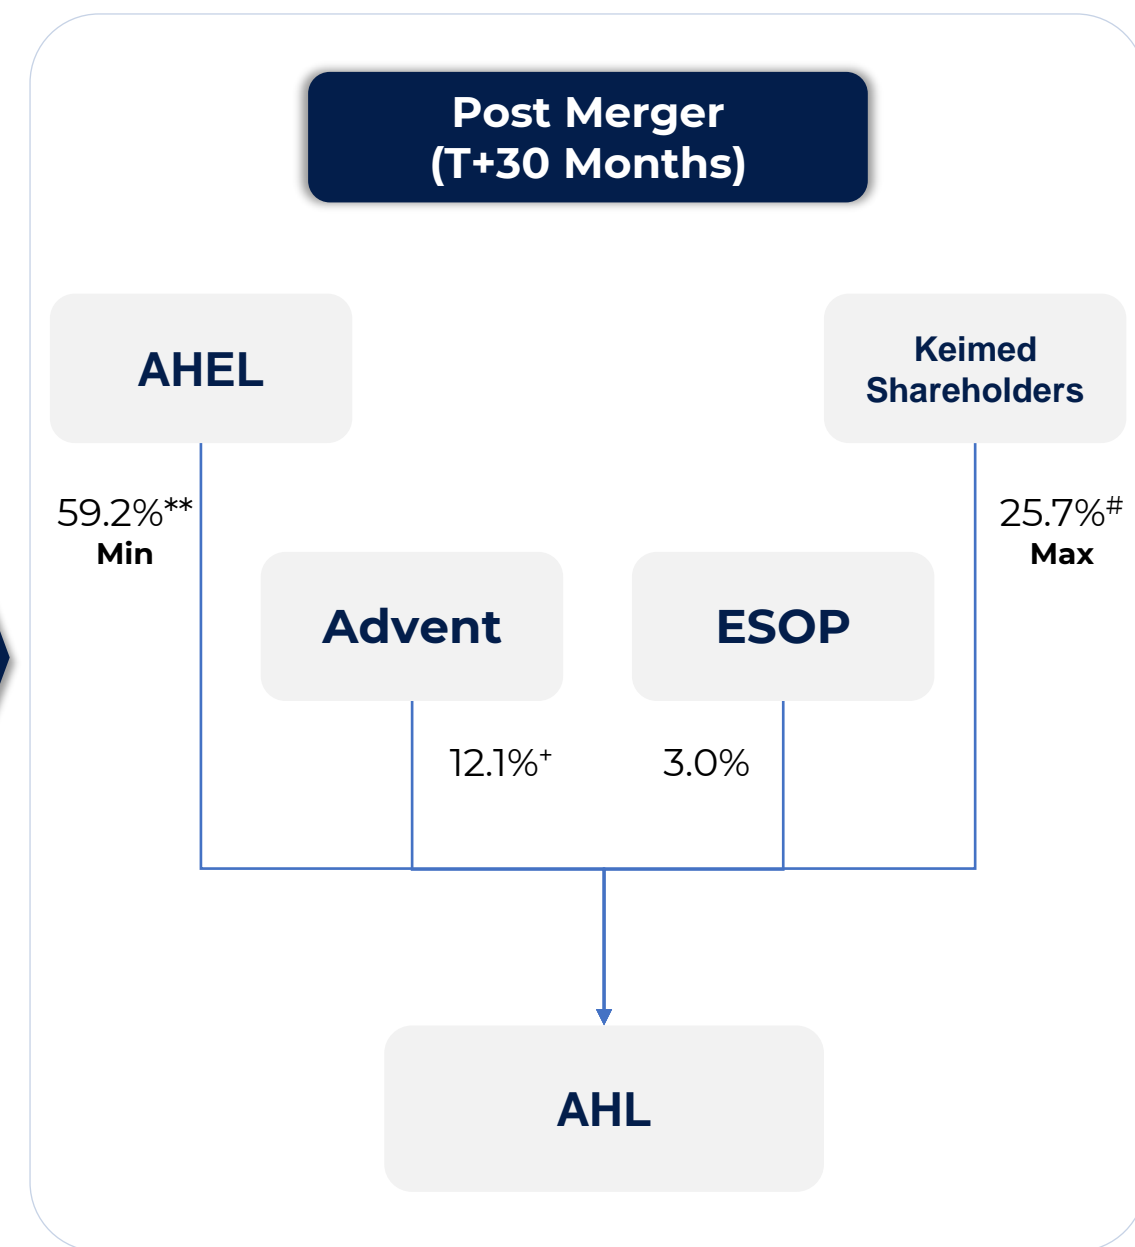 Post Merger
(T+30 Months)
AHEL
Keimed
Shareholders
59.2%**
Min
25.7%#
Max
Advent
ESOP
12.1%+
3.0%
AHL